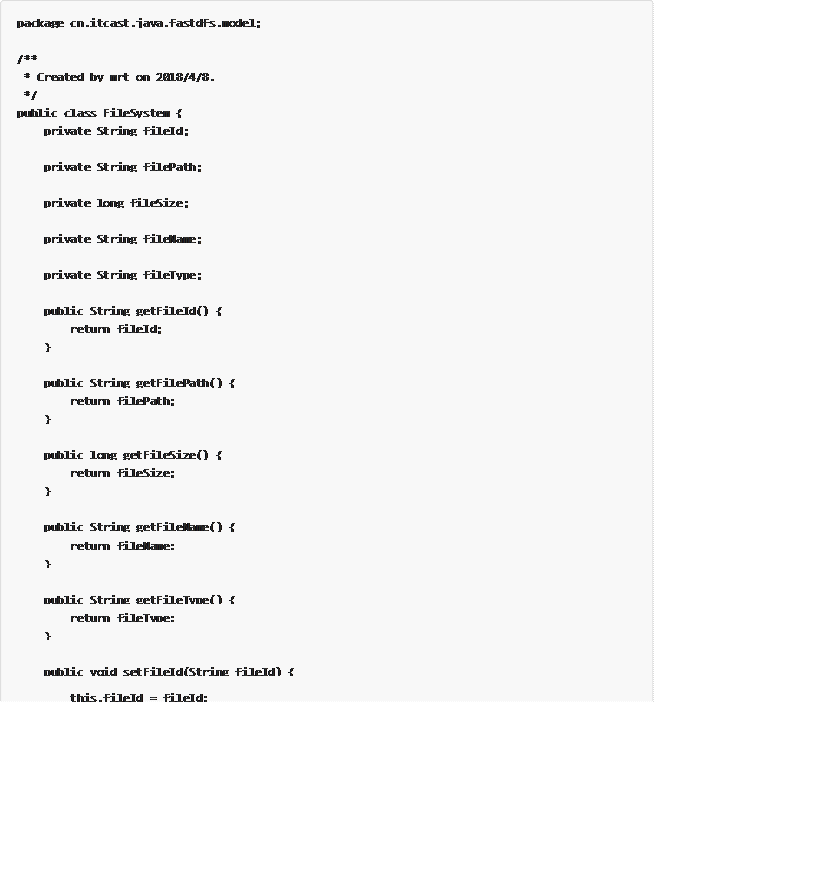 package cn.itcast.java.fastdfs.model;
/**
 * Created by mrt on 2018/4/8.
 */
public class FileSystem {
    private String fileId;
    private String filePath;
    private long fileSize;
    private String fileName;
    private String fileType;
    public String getFileId() {
        return fileId;
    }
    public String getFilePath() {
        return filePath;
    }
    public long getFileSize() {
        return fileSize;
    }
    public String getFileName() {
        return fileName;
    }
    public String getFileType() {
        return fileType;
    }
    public void setFileId(String fileId) {
        this.fileId = fileId;